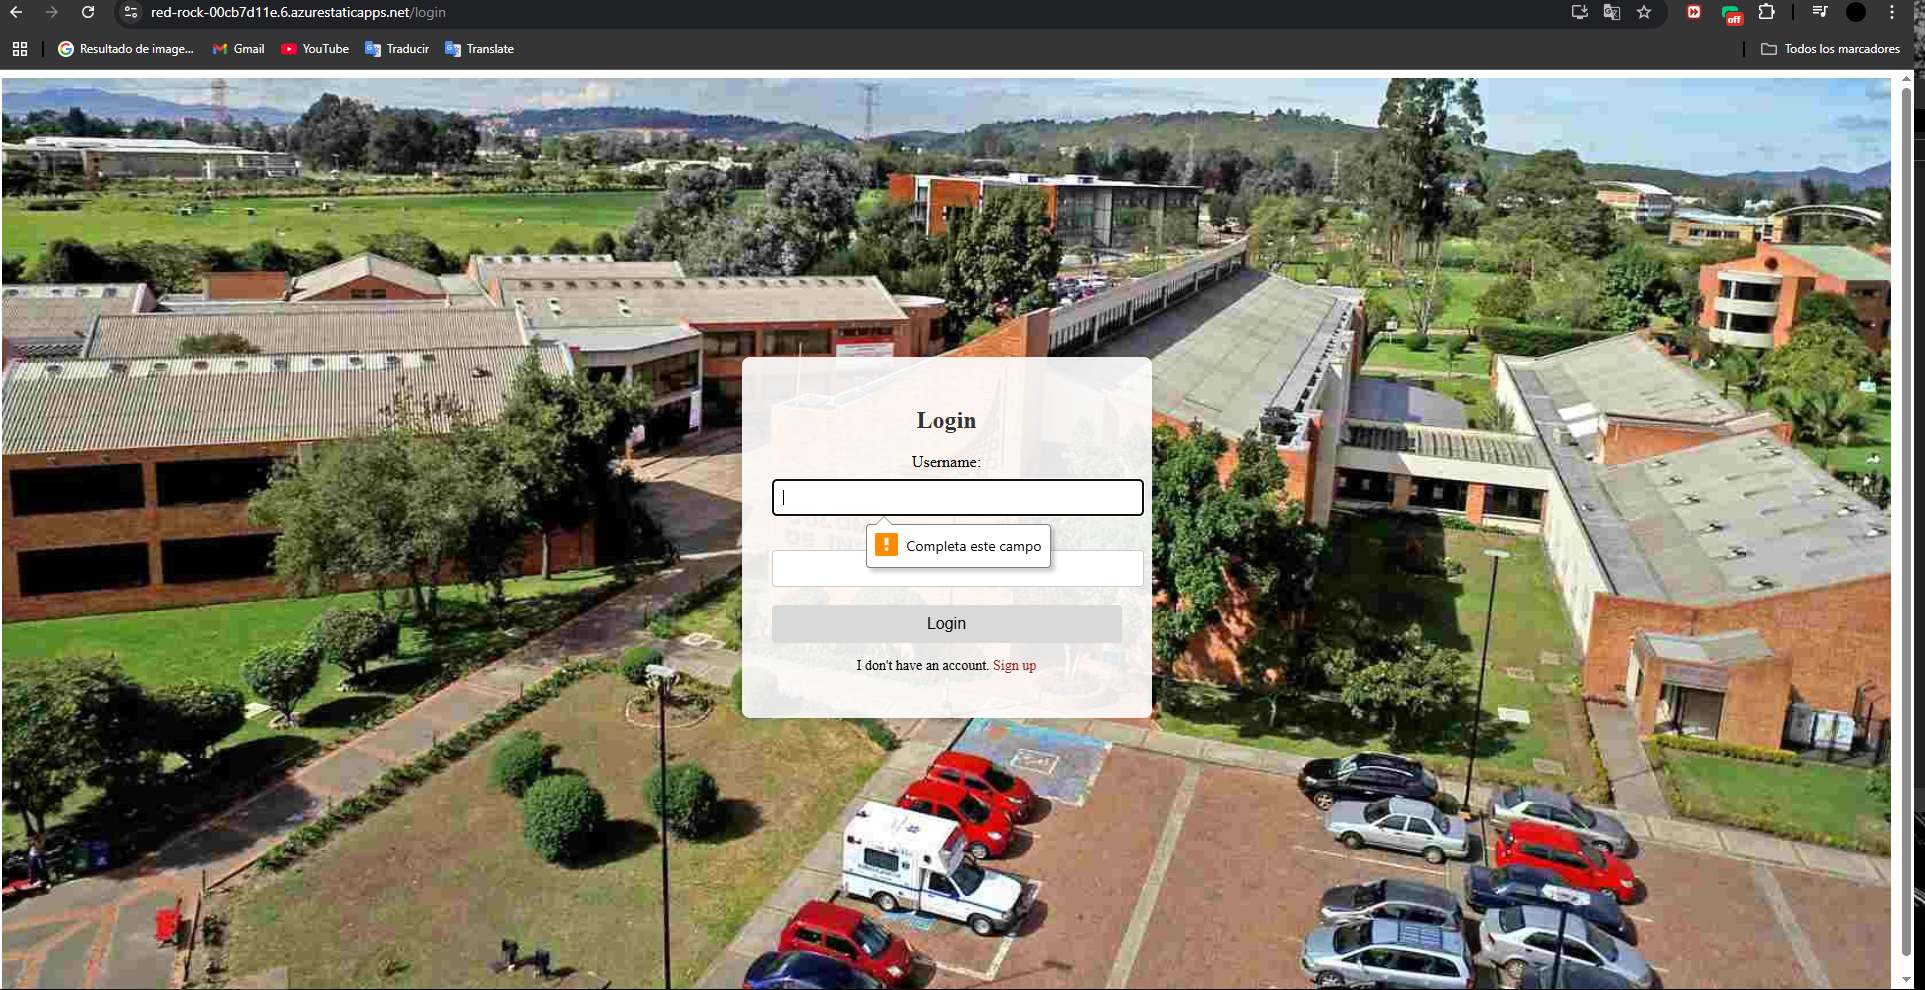 red-rock-00cb7d11e.6.azurestaticapps.net/login
off
Resultado de image...
Gmail
YouTube
Traducir
Translate
Todos los marcadores
Login
Username:
Completa este campo
Login
I don't have an account. Sign up